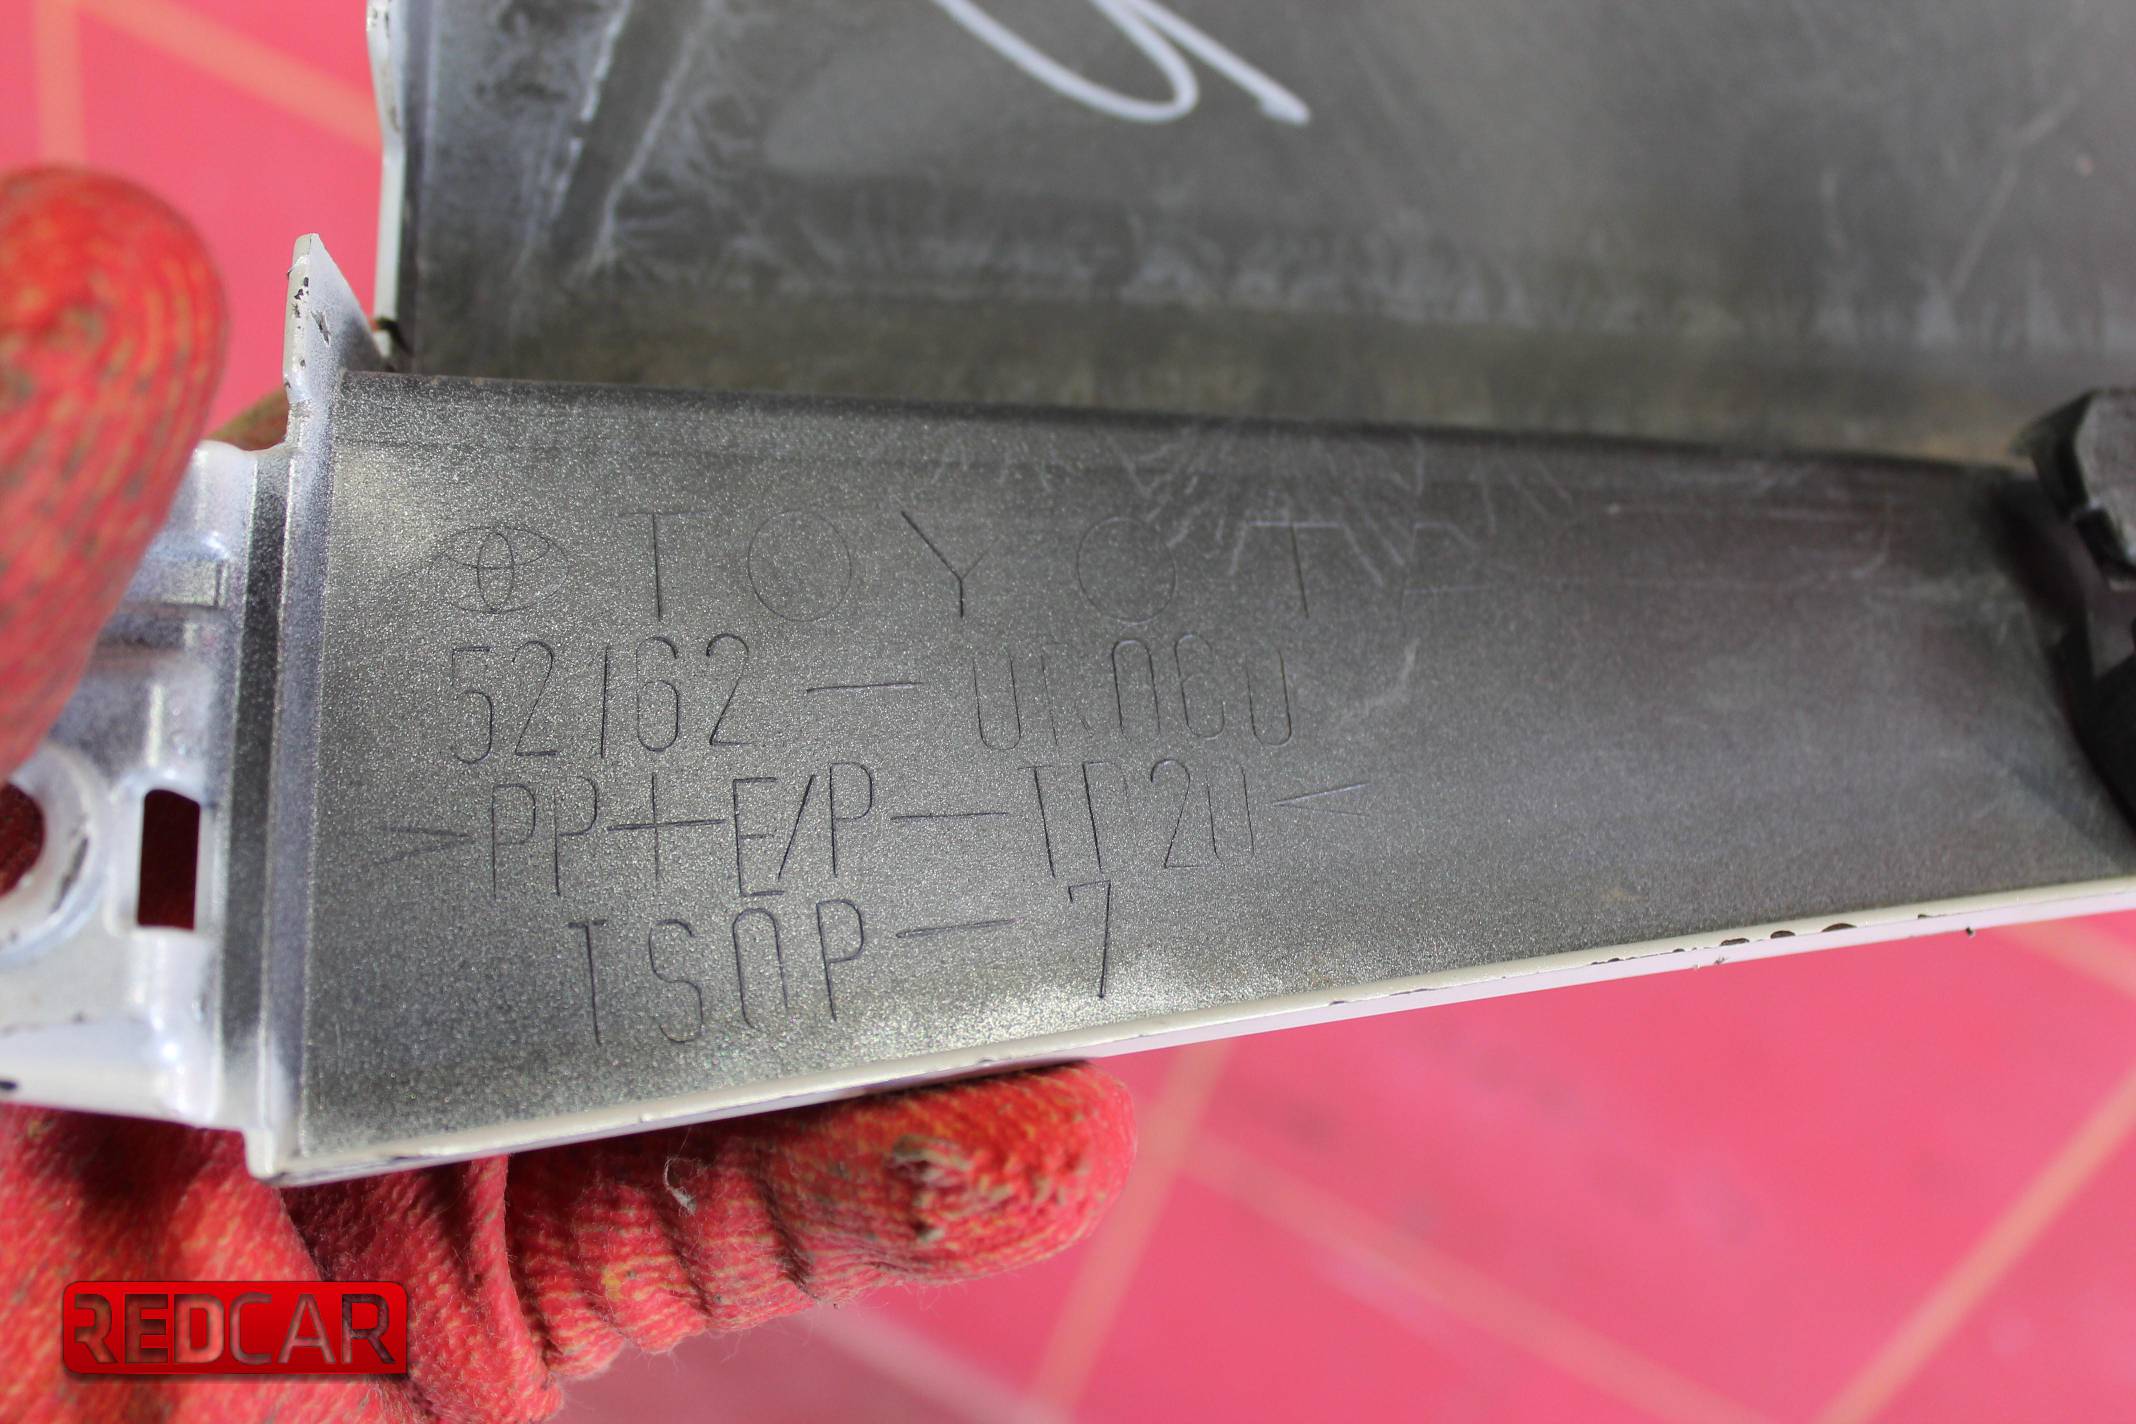 TOYOTA
52162-0R060
>PP+E/P-TD20<
TSOP-7
REDCAR